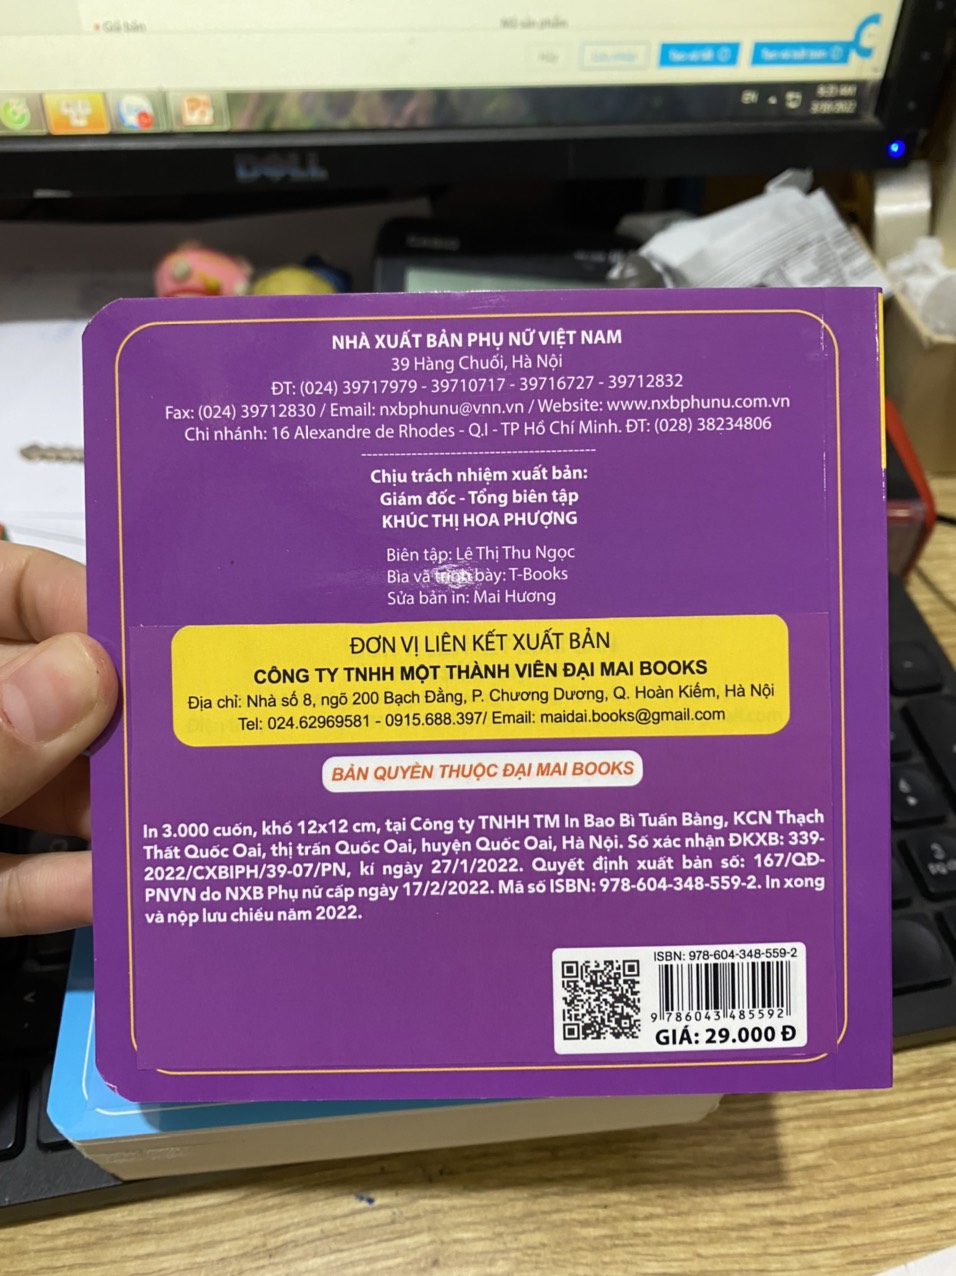 DELL
CASIO
NHÀ XUẤT BẢN PHỤ NỮ VIỆT NAM
39 Hàng Chuối, Hà Nội
ĐT: (024) 39717979 - 39710717 - 39716727 - 39712832
Fax: (024) 39712830 / Email: nxbphunu@vnn.vn / Website: www.nxbphunu.com.vn
Chi nhánh: 16 Alexandre de Rhodes - Q.I - TP Hồ Chí Minh. ĐT: (028) 38234806
Chịu trách nhiệm xuất bản:
Giám đốc - Tổng biên tập
KHÚC THỊ HOA PHƯỢNG
Biên tập: Lê Thị Thu Ngọc
Bìa và trình bày: T-Books
Sửa bản in: Mai Hương
ĐƠN VỊ LIÊN KẾT XUẤT BẢN
CÔNG TY TNHH MỘT THÀNH VIÊN ĐẠI MAI BOOKS
Địa chỉ: Nhà số 8, ngõ 200 Bạch Đằng, P. Chương Dương, Q. Hoàn Kiếm, Hà Nội
Tel: 024.62969581 - 0915.688.397/ Email: maidai.books@gmail.com
BẢN QUYỀN THUỘC ĐẠI MAI BOOKS
In 3.000 cuốn, khổ 12x12 cm, tại Công ty TNHH TM In Bao Bì Tuấn Bằng, KCN Thạch
Thất Quốc Oai, thị trấn Quốc Oai, huyện Quốc Oai, Hà Nội. Số xác nhận ĐKXB: 339-
2022/CXBIPH/39-07/PN, kí ngày 27/1/2022. Quyết định xuất bản số: 167/QĐ-
PNVN do NXB Phụ nữ cấp ngày 17/2/2022. Mã số ISBN: 978-604-348-559-2. In xong
và nộp lưu chiểu năm 2022.
ISBN: 978-604-348-559-2
9 786043 485592
GIÁ: 29.000 Đ